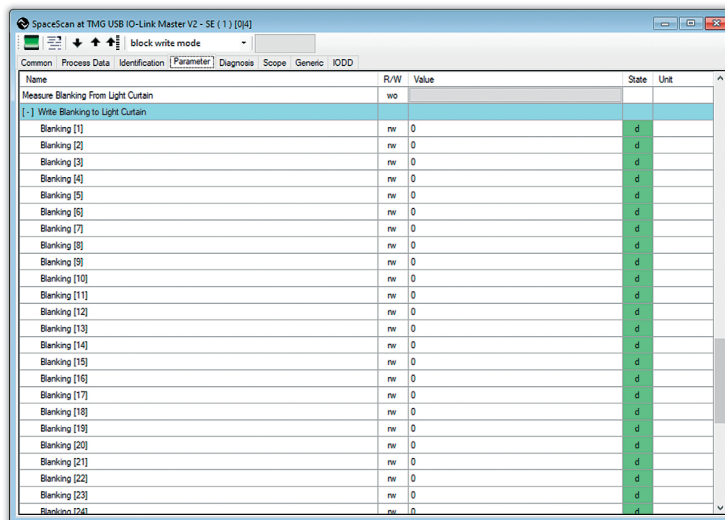 SpaceScan at TMG USB IO-Link Master V2 - SE ( 1 ) [0|4]
block write mode
Common Process Data Identification Parameter Diagnosis Scope Generic IODD
Name R/W Value State Unit
Measure Blanking From Light Curtain wo
[ - ] Write Blanking to Light Curtain
Blanking [1] rw 0 d
Blanking [2] rw 0 d
Blanking [3] rw 0 d
Blanking [4] rw 0 d
Blanking [5] rw 0 d
Blanking [6] rw 0 d
Blanking [7] rw 0 d
Blanking [8] rw 0 d
Blanking [9] rw 0 d
Blanking [10] rw 0 d
Blanking [11] rw 0 d
Blanking [12] rw 0 d
Blanking [13] rw 0 d
Blanking [14] rw 0 d
Blanking [15] rw 0 d
Blanking [16] rw 0 d
Blanking [17] rw 0 d
Blanking [18] rw 0 d
Blanking [19] rw 0 d
Blanking [20] rw 0 d
Blanking [21] rw 0 d
Blanking [22] rw 0 d
Blanking [23] rw 0 d
Blanking [24] rw 0 d